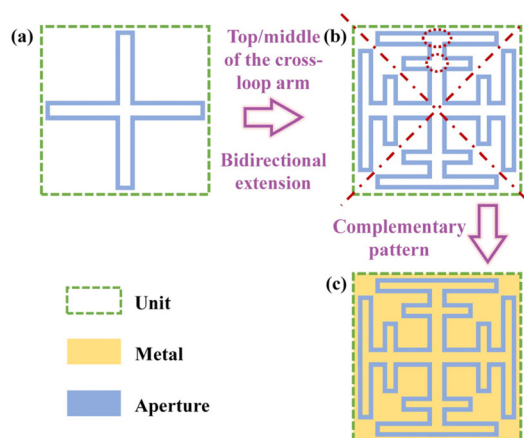 (a)
Top/middle
of the cross-
loop arm
Bidirectional
extension
(b)
Complementary
pattern
(c)
Unit
Metal
Aperture